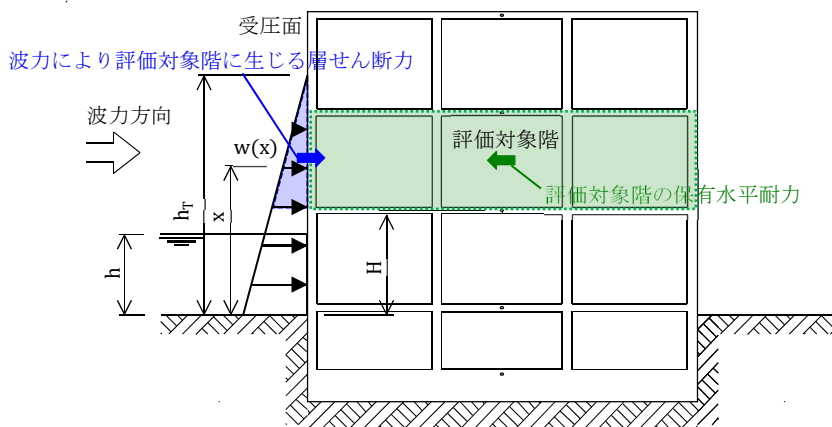 受圧面
波力により評価対象階に生じる層せん断力
波力方向
w(x)
評価対象階
評価対象階の保有水平耐力
hT
x
h
H